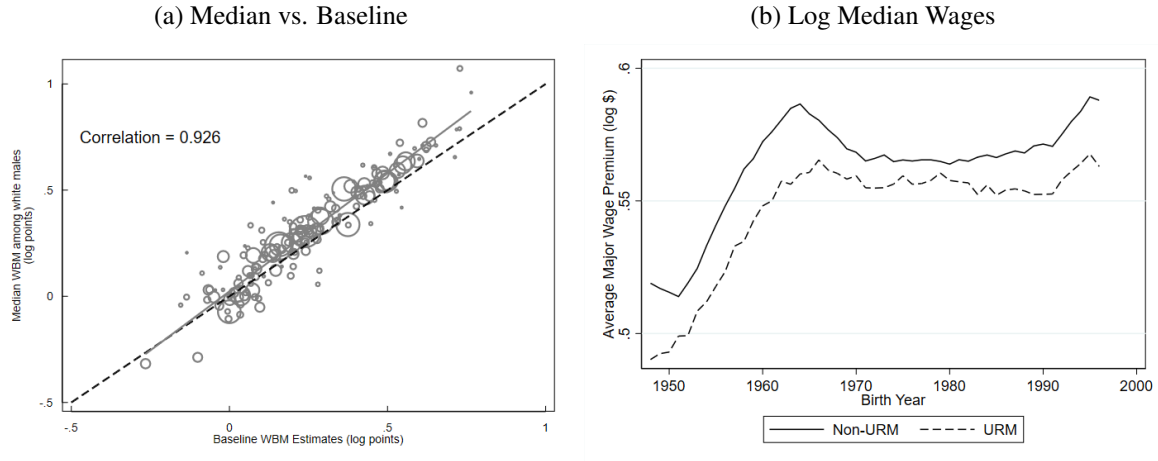 (a) Median vs. Baseline
Median WBM among white males
(log points)
1
.5
0
-.5
Correlation = 0.926
-.5
0
.5
1
Baseline WBM Estimates (log points)
(b) Log Median Wages
Average Major Wage Premium (log $)
.6
.55
.5
1950
1960
1970
1980
1990
2000
Birth Year
Non-URM
URM